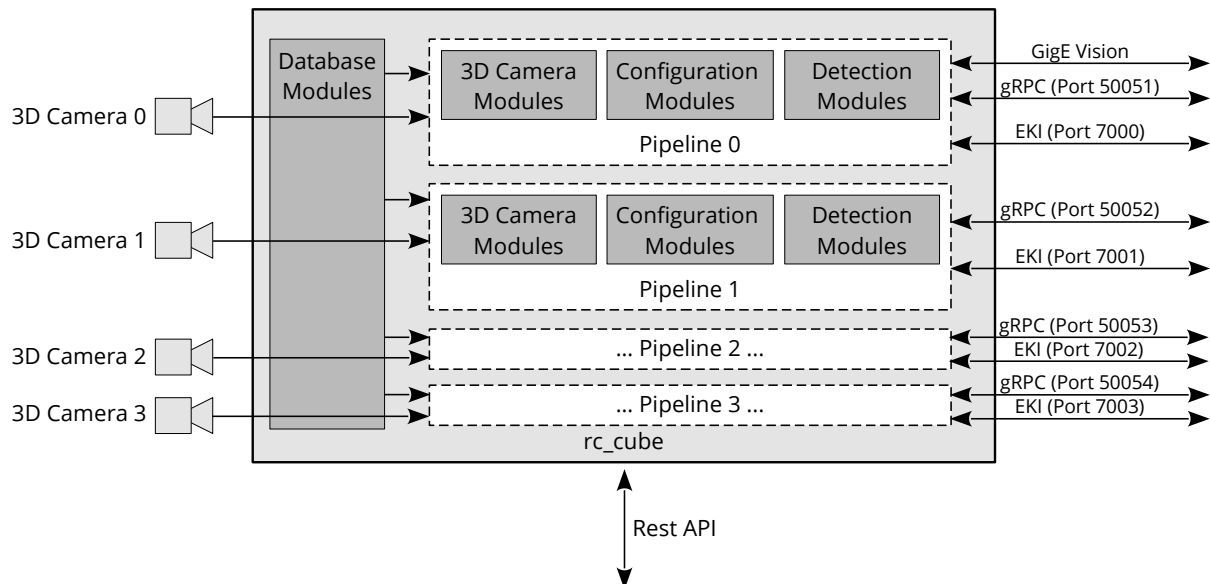 Database
Modules
3D Camera
Modules
Configuration
Modules
Detection
Modules
Pipeline 0
GigE Vision
gRPC (Port 50051)
EKI (Port 7000)
3D Camera 0
3D Camera
Modules
Configuration
Modules
Detection
Modules
Pipeline 1
gRPC (Port 50052)
EKI (Port 7001)
3D Camera 1
3D Camera 2
... Pipeline 2 ...
gRPC (Port 50053)
EKI (Port 7002)
3D Camera 3
... Pipeline 3 ...
gRPC (Port 50054)
EKI (Port 7003)
rc_cube
Rest API